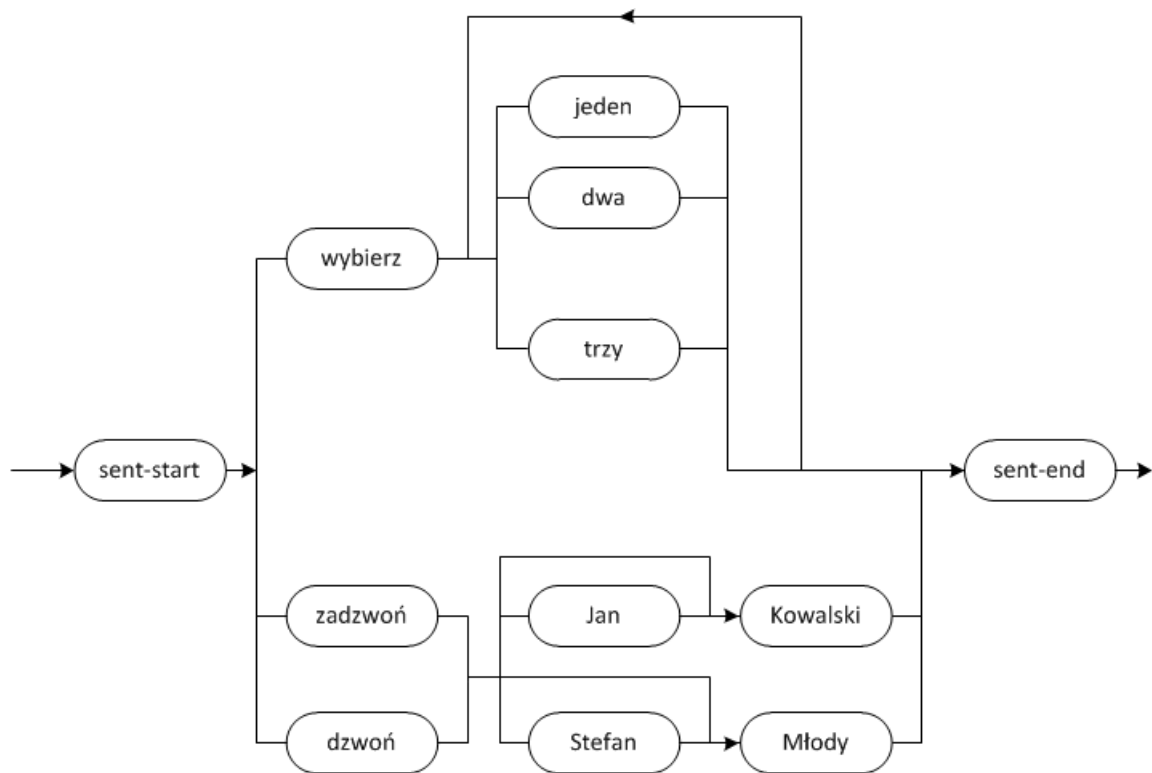 jeden
dwa
wybierz
trzy
sent-start
sent-end
zadzwoń
Jan
Kowalski
dzwoń
Stefan
Młody